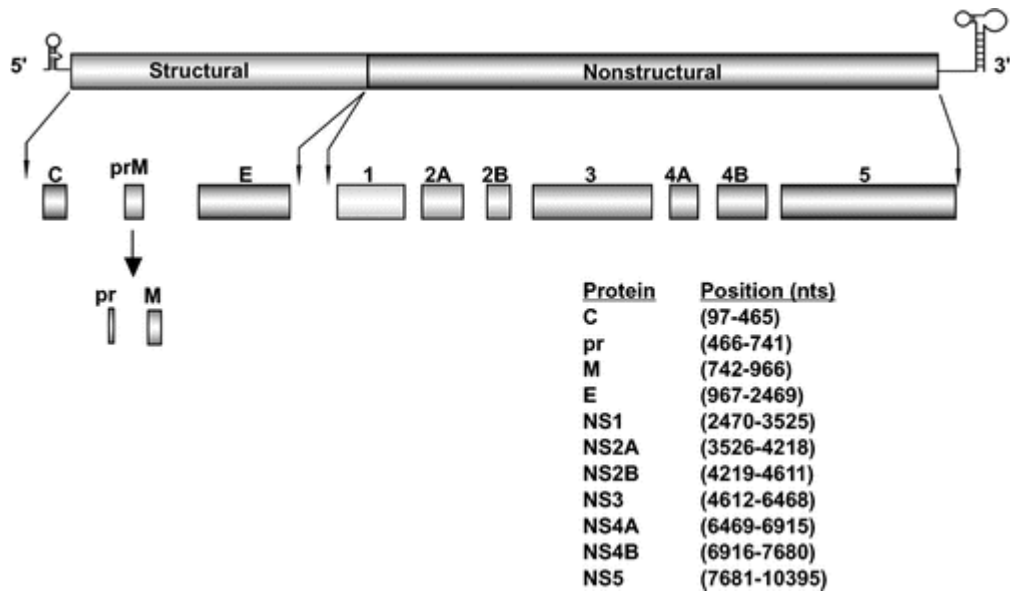 5' Structural Nonstructural 3'
C prM E 1 2A 2B 3 4A 4B 5
pr M
Protein Position (nts)
C (97-465)
pr (466-741)
M (742-966)
E (967-2469)
NS1 (2470-3525)
NS2A (3526-4218)
NS2B (4219-4611)
NS3 (4612-6468)
NS4A (6469-6915)
NS4B (6916-7680)
NS5 (7681-10395)